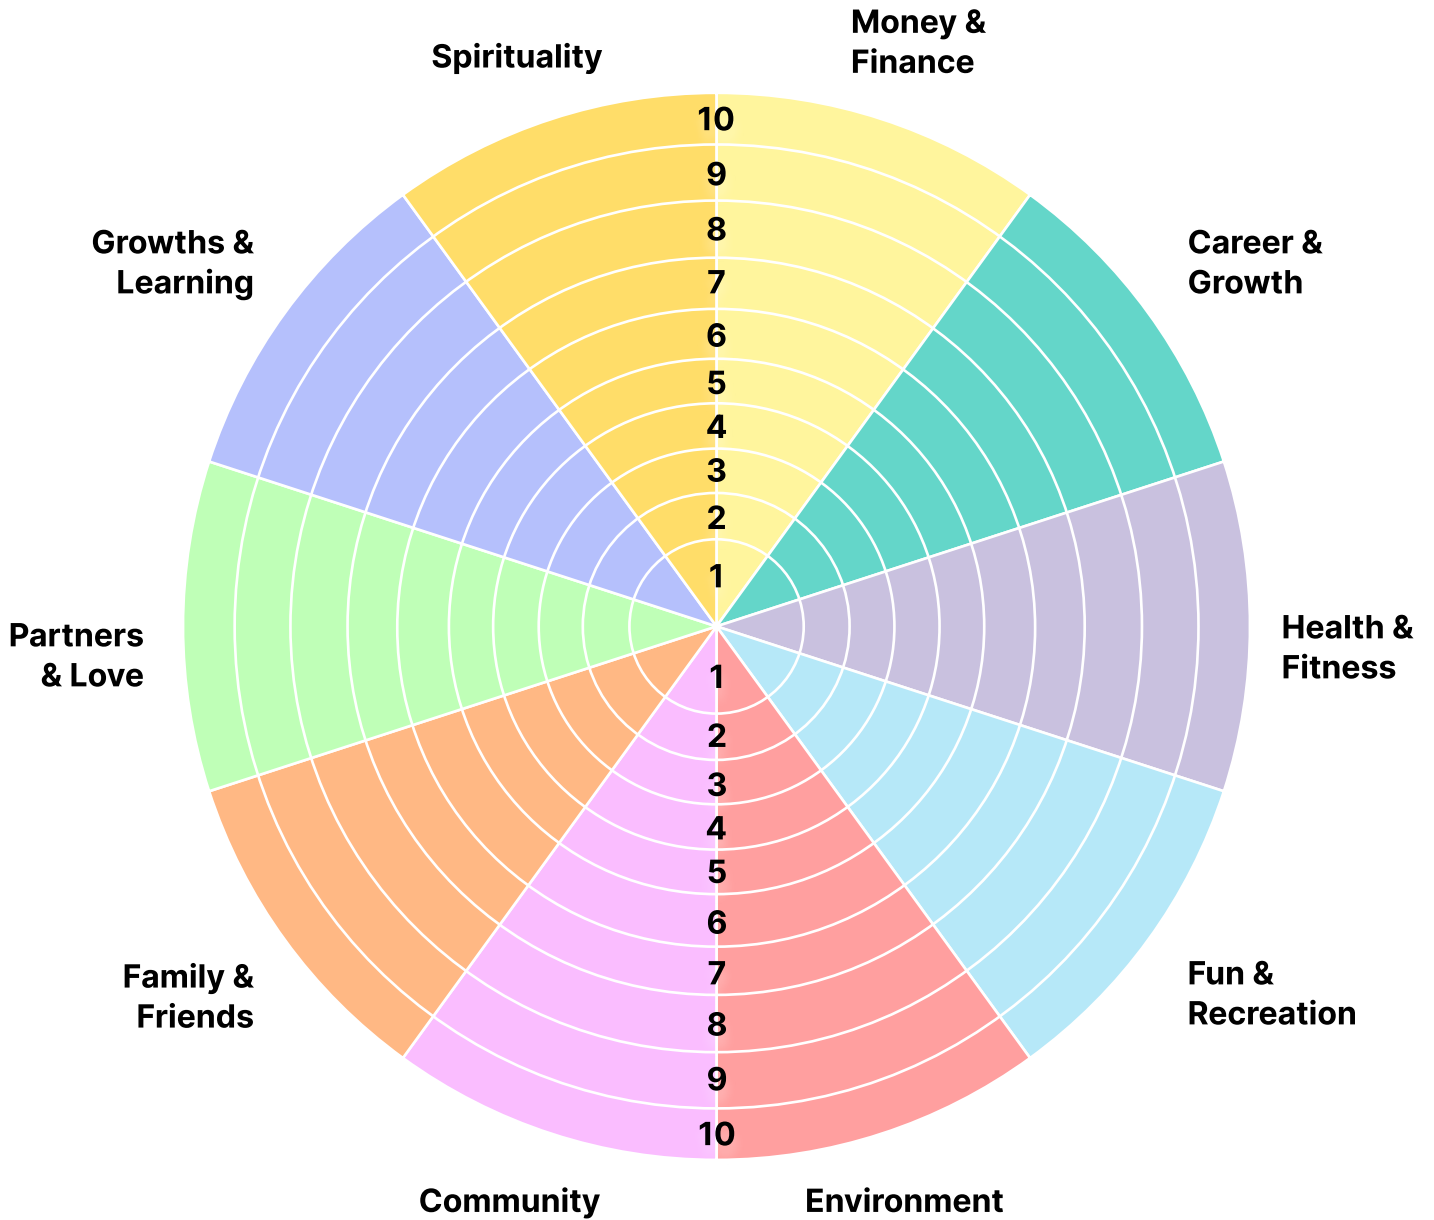 Money &
Finance
Spirituality
Growths &
Learning
Career &
Growth
10
9
8
7
6
5
4
3
2
1
Partners
& Love
Health &
Fitness
1
2
3
4
5
6
7
8
9
10
Family &
Friends
Fun &
Recreation
Community
Environment